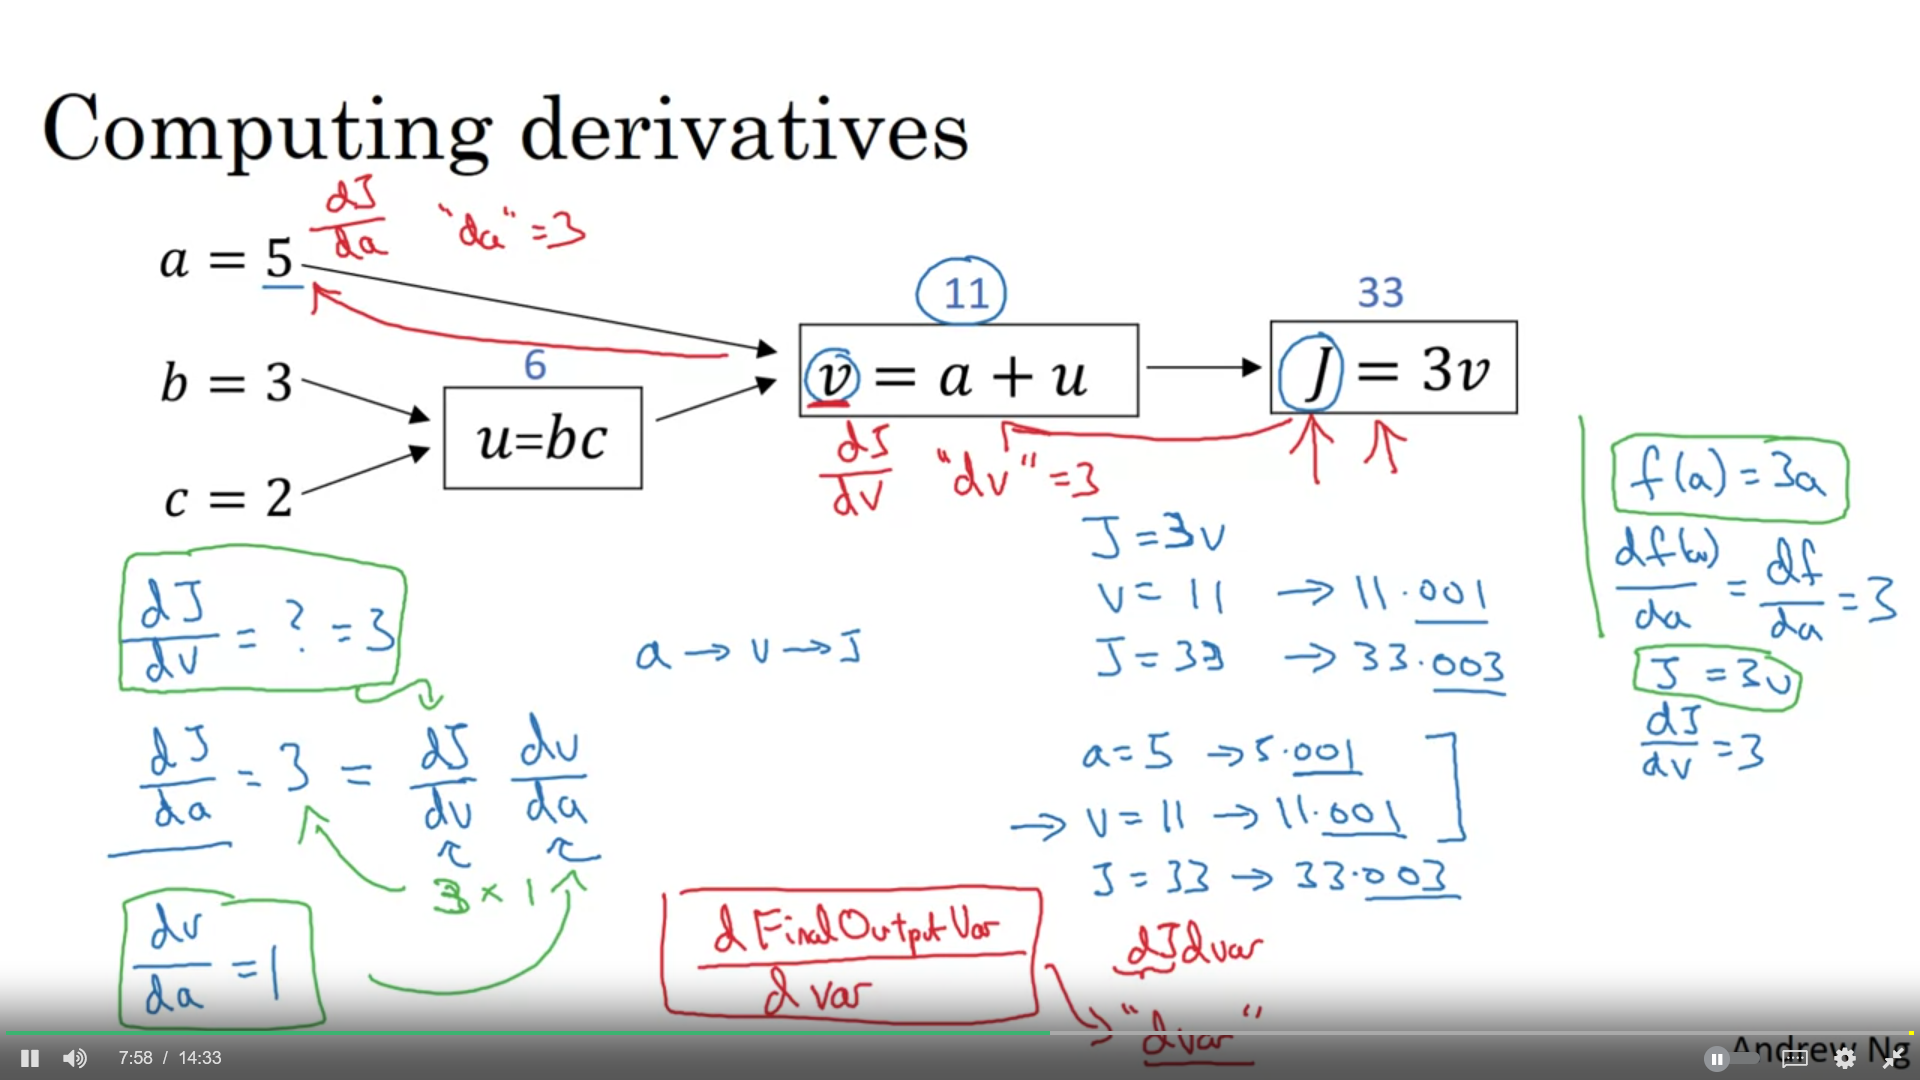 Computing derivatives
dJ/da "da" = 3
a = 5
b = 3
c = 2
6
u=bc
11
v = a + u
33
J = 3v
dJ/dv "dv" = 3
dJ/dv = ? = 3
a → v → J
dJ/da = 3 = dJ/dv dv/da
3 × 1
dv/da = 1
J = 3v
v = 11 → 11.001
J = 33 → 33.003
a = 5 → 5.001
→ v = 11 → 11.001
J = 33 → 33.003
f(a) = 3a
df(a)/da = df/da = 3
J = 3v
dJ/dv = 3
d FinalOutputVar / d var
dJdvar
"dvar"
7:58 / 14:33
Andrew Ng